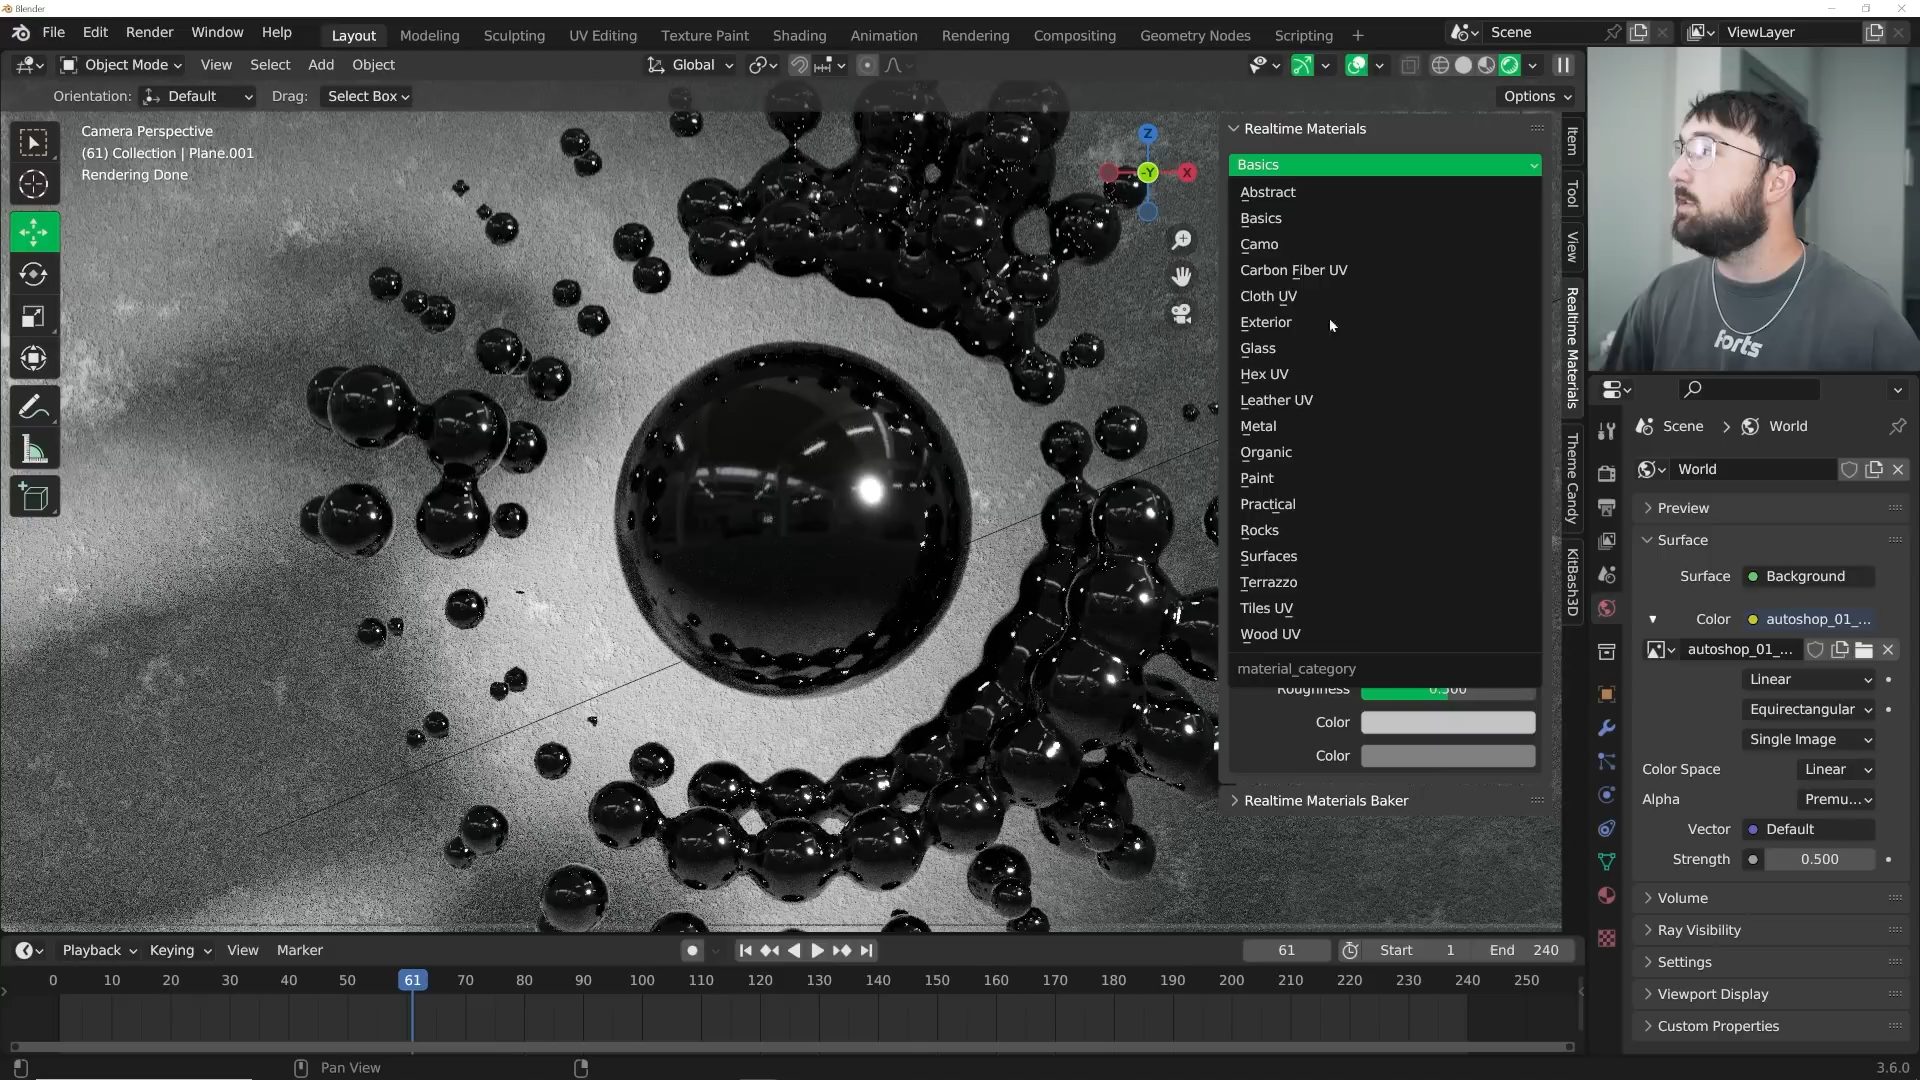 Blender
File Edit Render Window Help
Layout Modeling Sculpting UV Editing Texture Paint Shading Animation Rendering Compositing Geometry Nodes Scripting +
Scene
ViewLayer
Object Mode View Select Add Object
Global
Orientation: Default Drag: Select Box
Options
Camera Perspective
(61) Collection | Plane.001
Rendering Done
Z
-Y
X
Realtime Materials
Basics
Abstract
Basics
Camo
Carbon Fiber UV
Cloth UV
Exterior
Glass
Hex UV
Leather UV
Metal
Organic
Paint
Practical
Rocks
Surfaces
Terrazzo
Tiles UV
Wood UV
material_category
Roughness 0.500
Color
Color
Realtime Materials Baker
Item
Tool
View
Realtime Materials
Theme Candy
KitBash3D
forts
Scene > World
World
Preview
Surface
Surface Background
Color autoshop_01_...
autoshop_01_...
Linear
Equirectangular
Single Image
Color Space Linear
Alpha Premu...
Vector Default
Strength 0.500
Volume
Ray Visibility
Settings
Viewport Display
Custom Properties
Playback Keying View Marker
61 Start 1 End 240
0 10 20 30 40 50 61 70 80 90 100 110 120 130 140 150 160 170 180 190 200 210 220 230 240 250
Pan View
3.6.0